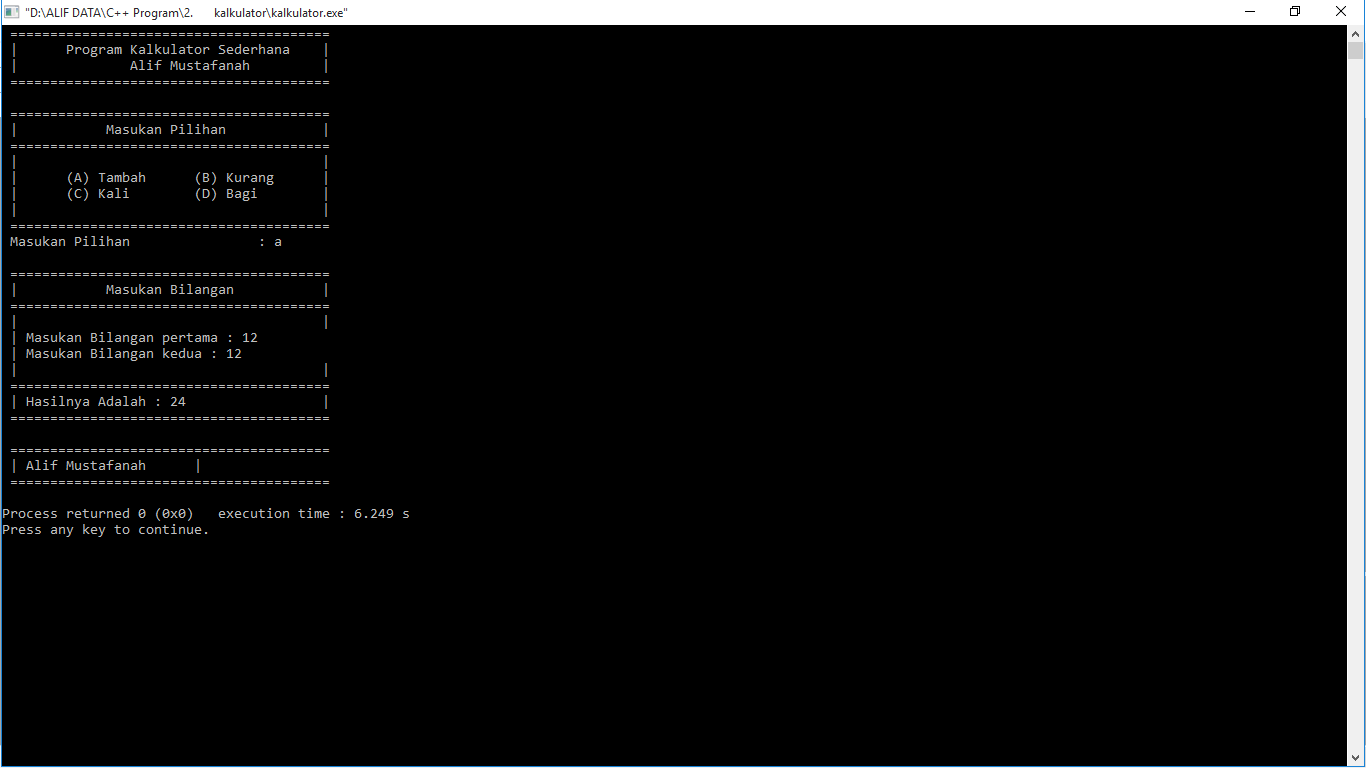 "D:\ALIF DATA\C++ Program\2.      kalkulator\kalkulator.exe"
========================================
|      Program Kalkulator Sederhana    |
|              Alif Mustafanah         |
========================================
========================================
|           Masukan Pilihan            |
========================================
|                                      |
|      (A) Tambah      (B) Kurang      |
|      (C) Kali        (D) Bagi        |
|                                      |
========================================
Masukan Pilihan                : a
========================================
|           Masukan Bilangan           |
========================================
|                                      |
| Masukan Bilangan pertama : 12
| Masukan Bilangan kedua : 12
|                                      |
========================================
| Hasilnya Adalah : 24                 |
========================================
========================================
| Alif Mustafanah      |
========================================
Process returned 0 (0x0)   execution time : 6.249 s
Press any key to continue.